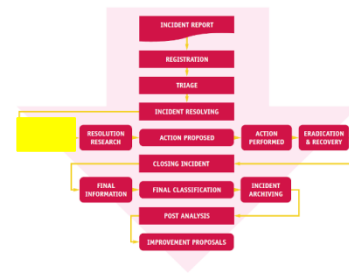 INCIDENT REPORT
REGISTRATION
TRIAGE
INCIDENT RESOLVING
RESOLUTION
RESEARCH
ACTION PROPOSED
ACTION
PERFORMED
ERADICATION
& RECOVERY
CLOSING INCIDENT
FINAL
INFORMATION
FINAL CLASSIFICATION
INCIDENT
ARCHIVING
POST ANALYSIS
IMPROVEMENT PROPOSALS